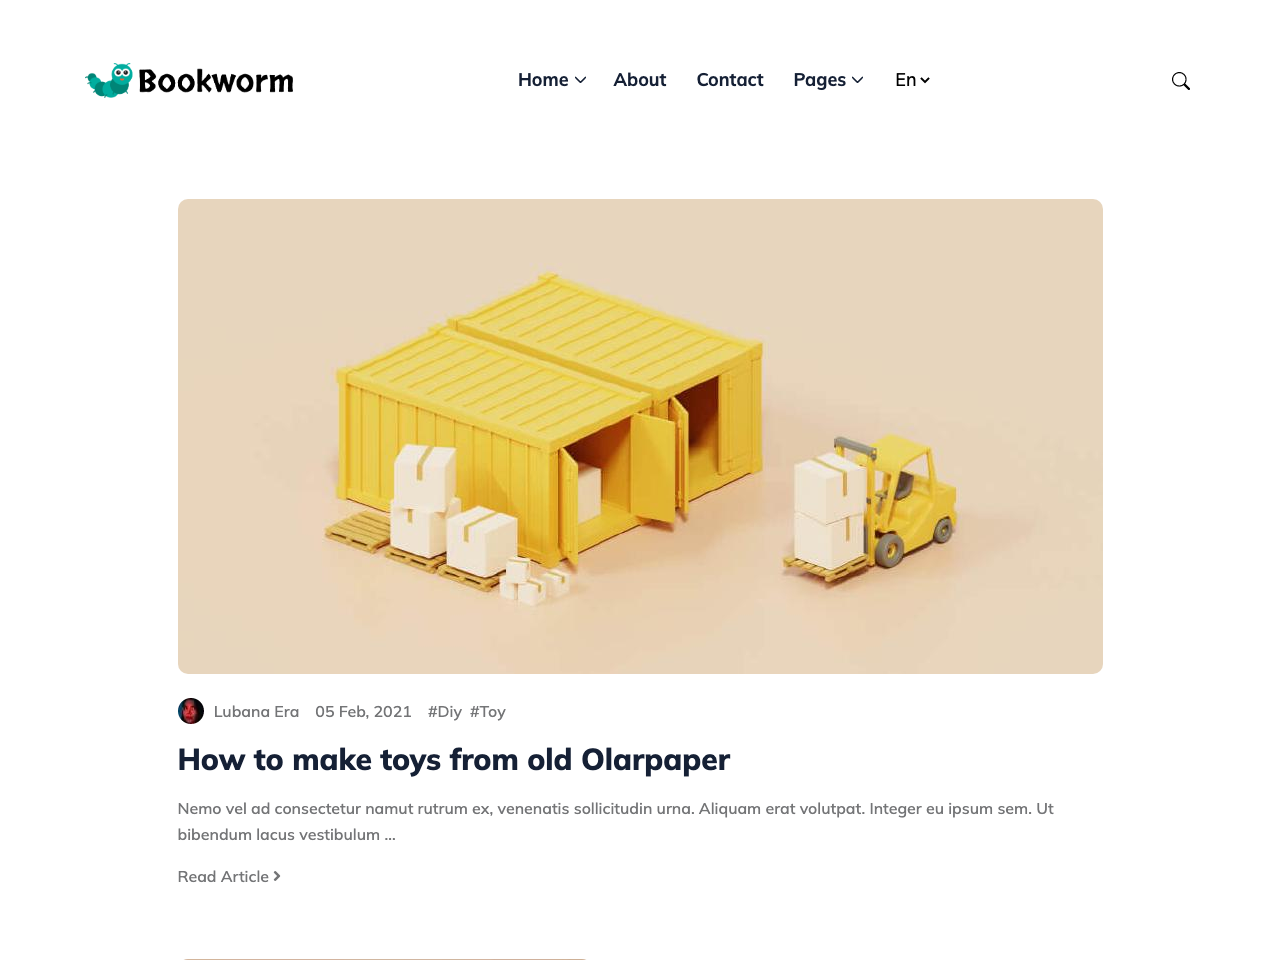 Bookworm
Home About Contact Pages En
Lubana Era 05 Feb, 2021 #Diy #Toy
How to make toys from old Olarpaper
Nemo vel ad consectetur namut rutrum ex, venenatis sollicitudin urna. Aliquam erat volutpat. Integer eu ipsum sem. Ut
bibendum lacus vestibulum ...
Read Article